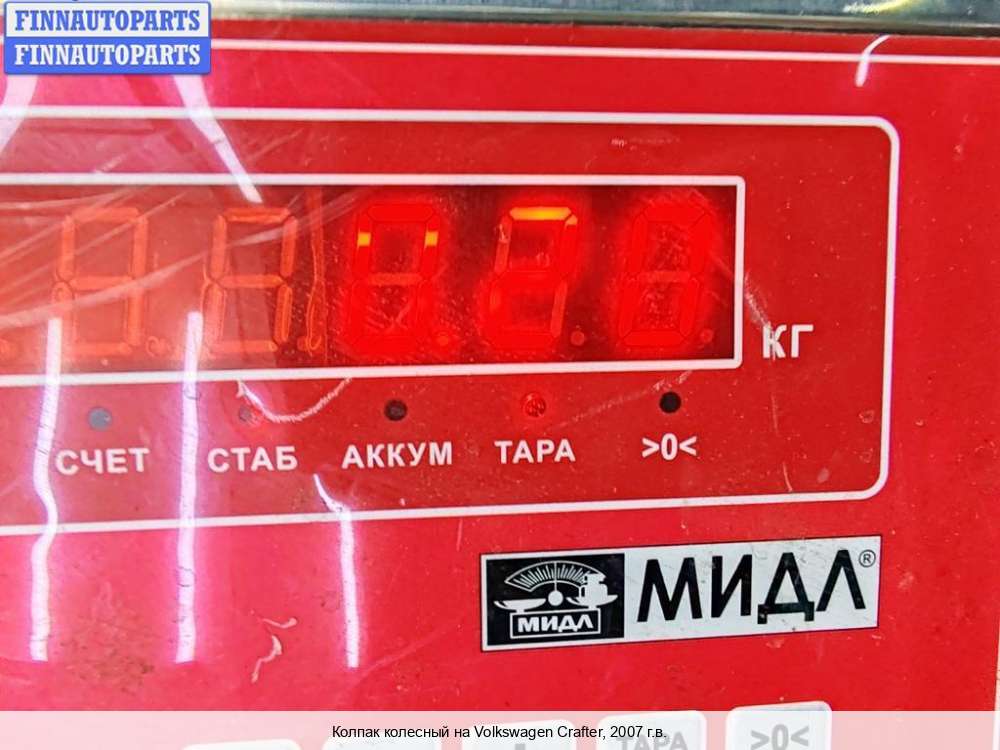 FINNAUTOPARTS
FINNAUTOPARTS
0.20
КГ
СЧЕТ СТАБ АККУМ ТАРА >0<
МИДЛ МИДЛ®
ТАРА >0<
Колпак колесный на Volkswagen Crafter, 2007 г.в.